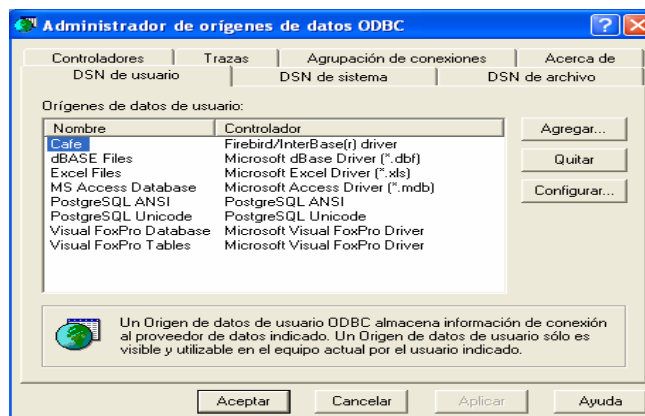 Administrador de orígenes de datos ODBC
Controladores Trazas Agrupación de conexiones Acerca de
DSN de usuario DSN de sistema DSN de archivo
Orígenes de datos de usuario:
Nombre Controlador
Cafe Firebird/InterBase(r) driver
dBASE Files Microsoft dBase Driver (*.dbf)
Excel Files Microsoft Excel Driver (*.xls)
MS Access Database Microsoft Access Driver (*.mdb)
PostgreSQL ANSI PostgreSQL ANSI
PostgreSQL Unicode PostgreSQL Unicode
Visual FoxPro Database Microsoft Visual FoxPro Driver
Visual FoxPro Tables Microsoft Visual FoxPro Driver
Agregar...
Quitar
Configurar...
Un Origen de datos de usuario ODBC almacena información de conexión
al proveedor de datos indicado. Un Origen de datos de usuario sólo es
visible y utilizable en el equipo actual por el usuario indicado.
Aceptar Cancelar Aplicar Ayuda